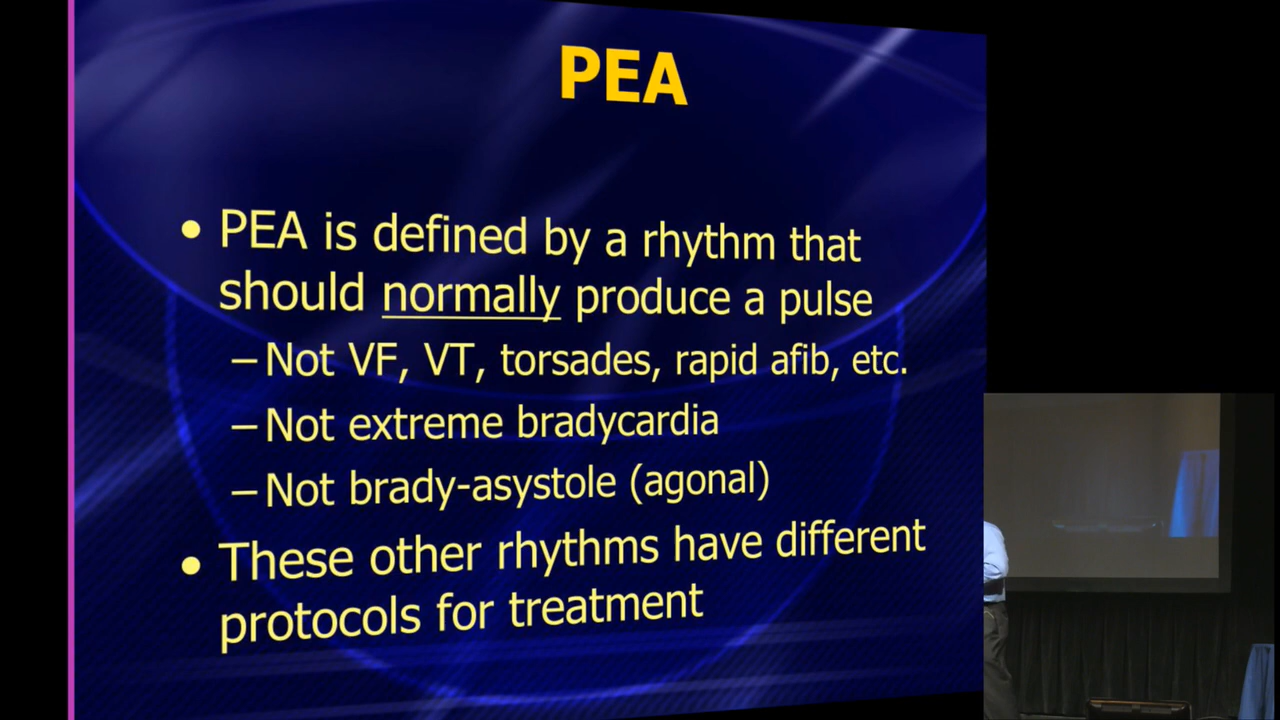 PEA
• PEA is defined by a rhythm that
should normally produce a pulse
– Not VF, VT, torsades, rapid afib, etc.
– Not extreme bradycardia
– Not brady-asystole (agonal)
• These other rhythms have different
protocols for treatment